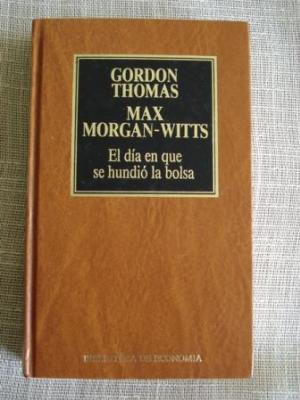 GORDON
THOMAS
MAX
MORGAN-WITTS
El día en que
se hundió la bolsa
BIBLIOTECA DE ECONOMIA